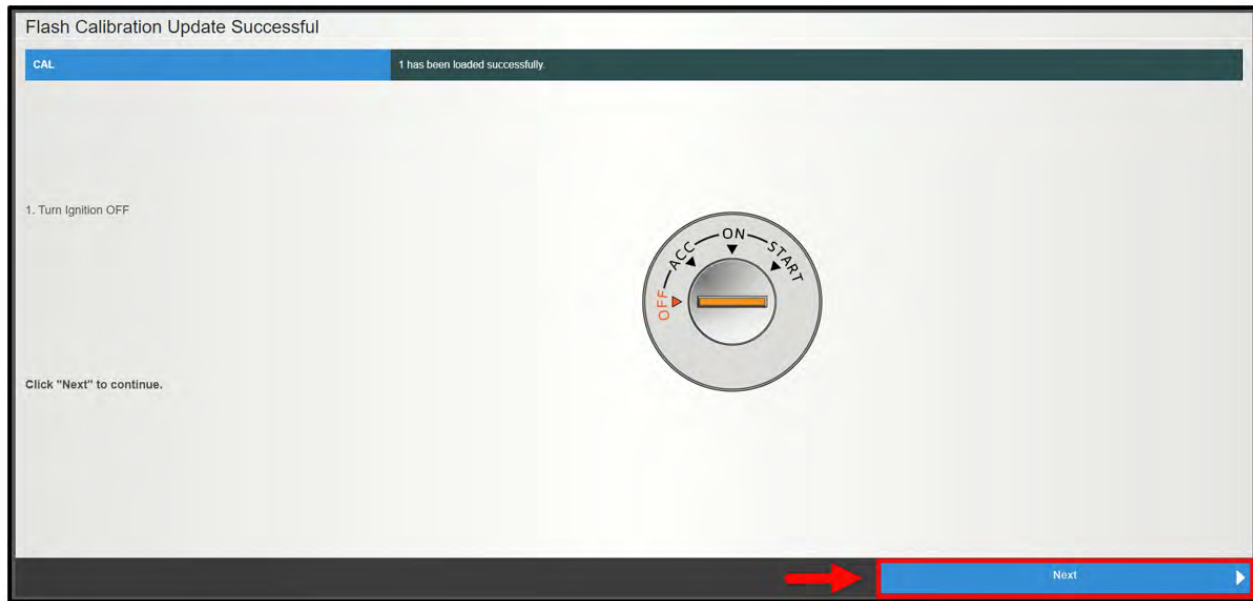 Flash Calibration Update Successful
CAL
1 has been loaded successfully.
1. Turn Ignition OFF
OFF
ACC
ON
START
Click "Next" to continue.
Next